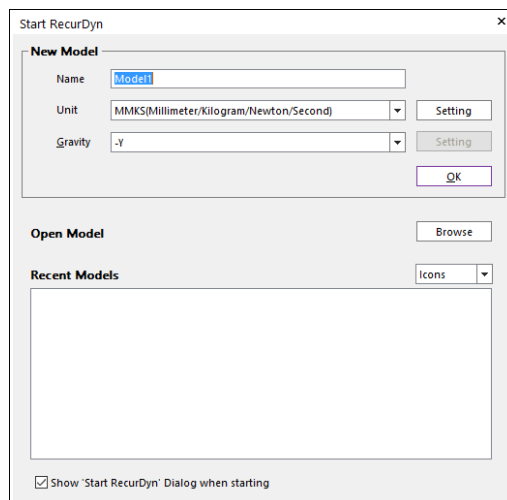 Start RecurDyn
New Model
Name Model1
Unit MMKS(Millimeter/Kilogram/Newton/Second) Setting
Gravity -Y Setting
OK
Open Model Browse
Recent Models Icons
Show 'Start RecurDyn' Dialog when starting